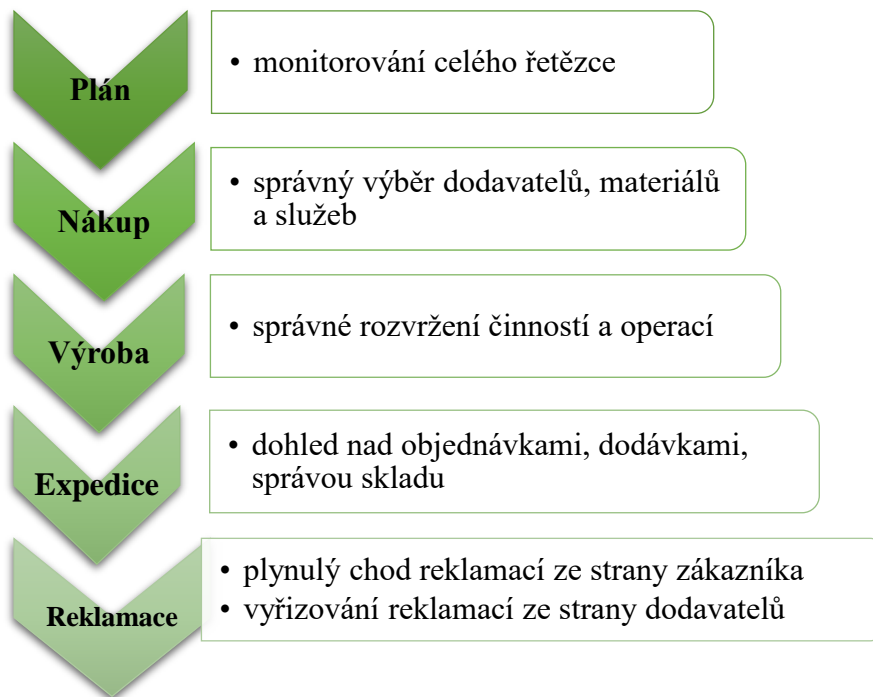 Plán
• monitorování celého řetězce
Nákup
• správný výběr dodavatelů, materiálů
a služeb
Výroba
• správné rozvržení činností a operací
Expedice
• dohled nad objednávkami, dodávkami,
správou skladu
Reklamace
• plynulý chod reklamací ze strany zákazníka
• vyřizování reklamací ze strany dodavatelů